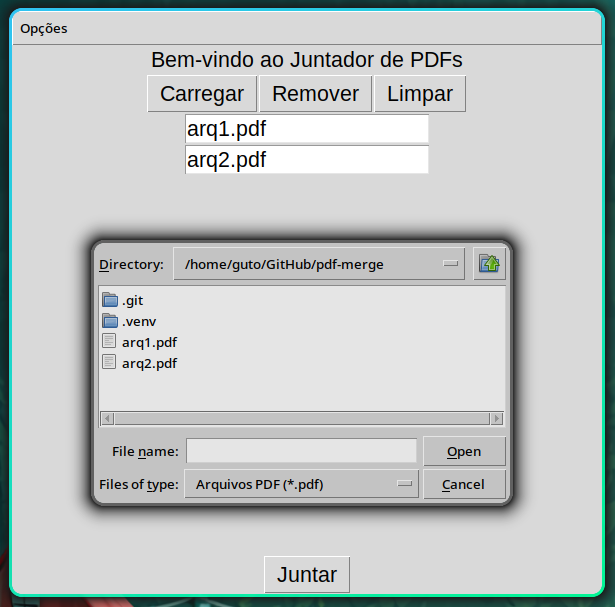 Opções
Bem-vindo ao Juntador de PDFs
Carregar Remover Limpar
arq1.pdf
arq2.pdf
Directory: /home/guto/GitHub/pdf-merge
.git
.venv
arq1.pdf
arq2.pdf
File name: Open
Files of type: Arquivos PDF (*.pdf) Cancel
Juntar